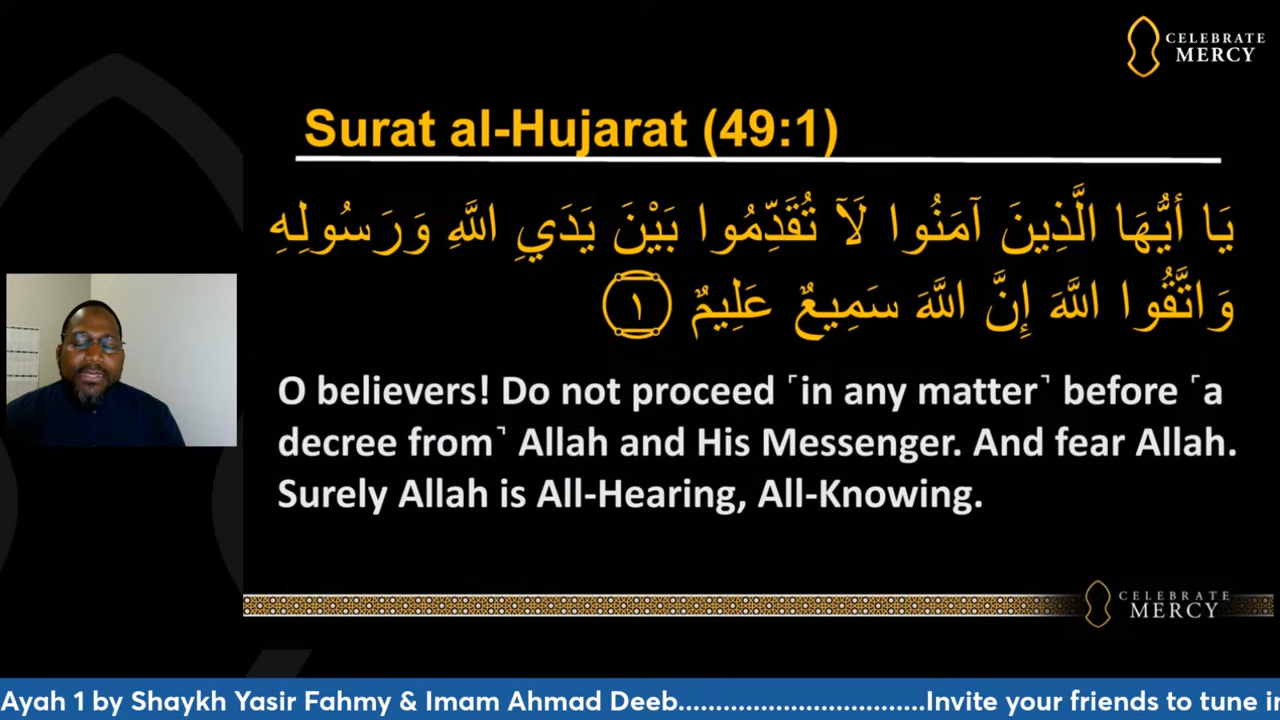 CELEBRATE
MERCY
Surat al-Hujarat (49:1)
يَا أَيُّهَا الَّذِينَ آمَنُوا لَآ تُقَدِّمُوا بَيْنَ يَدَيِ اللَّهِ وَرَسُولِهِ
وَاتَّقُوا اللَّهَ إِنَّ اللَّهَ سَمِيعٌ عَلِيمٌ ١
O believers! Do not proceed ˹in any matter˺ before ˹a
decree from˺ Allah and His Messenger. And fear Allah.
Surely Allah is All-Hearing, All-Knowing.
CELEBRATE
MERCY
Ayah 1 by Shaykh Yasir Fahmy & Imam Ahmad Deeb...............................Invite your friends to tune in